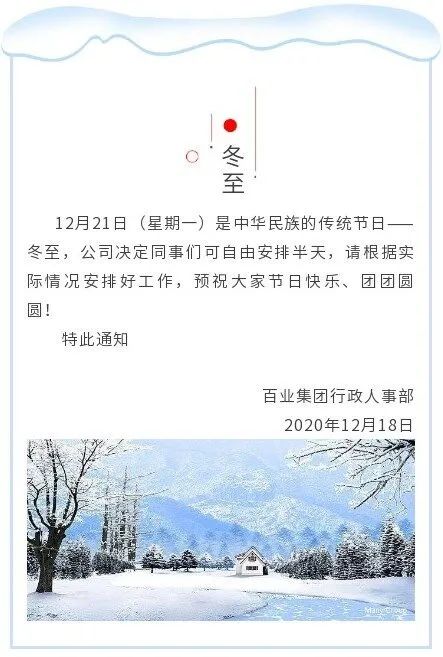 冬至
12月21日（星期一）是中华民族的传统节日——
冬至，公司决定同事们可自由安排半天，请根据实
际情况安排好工作，预祝大家节日快乐、团团圆
圆！
特此通知
百业集团行政人事部
2020年12月18日
Many Group